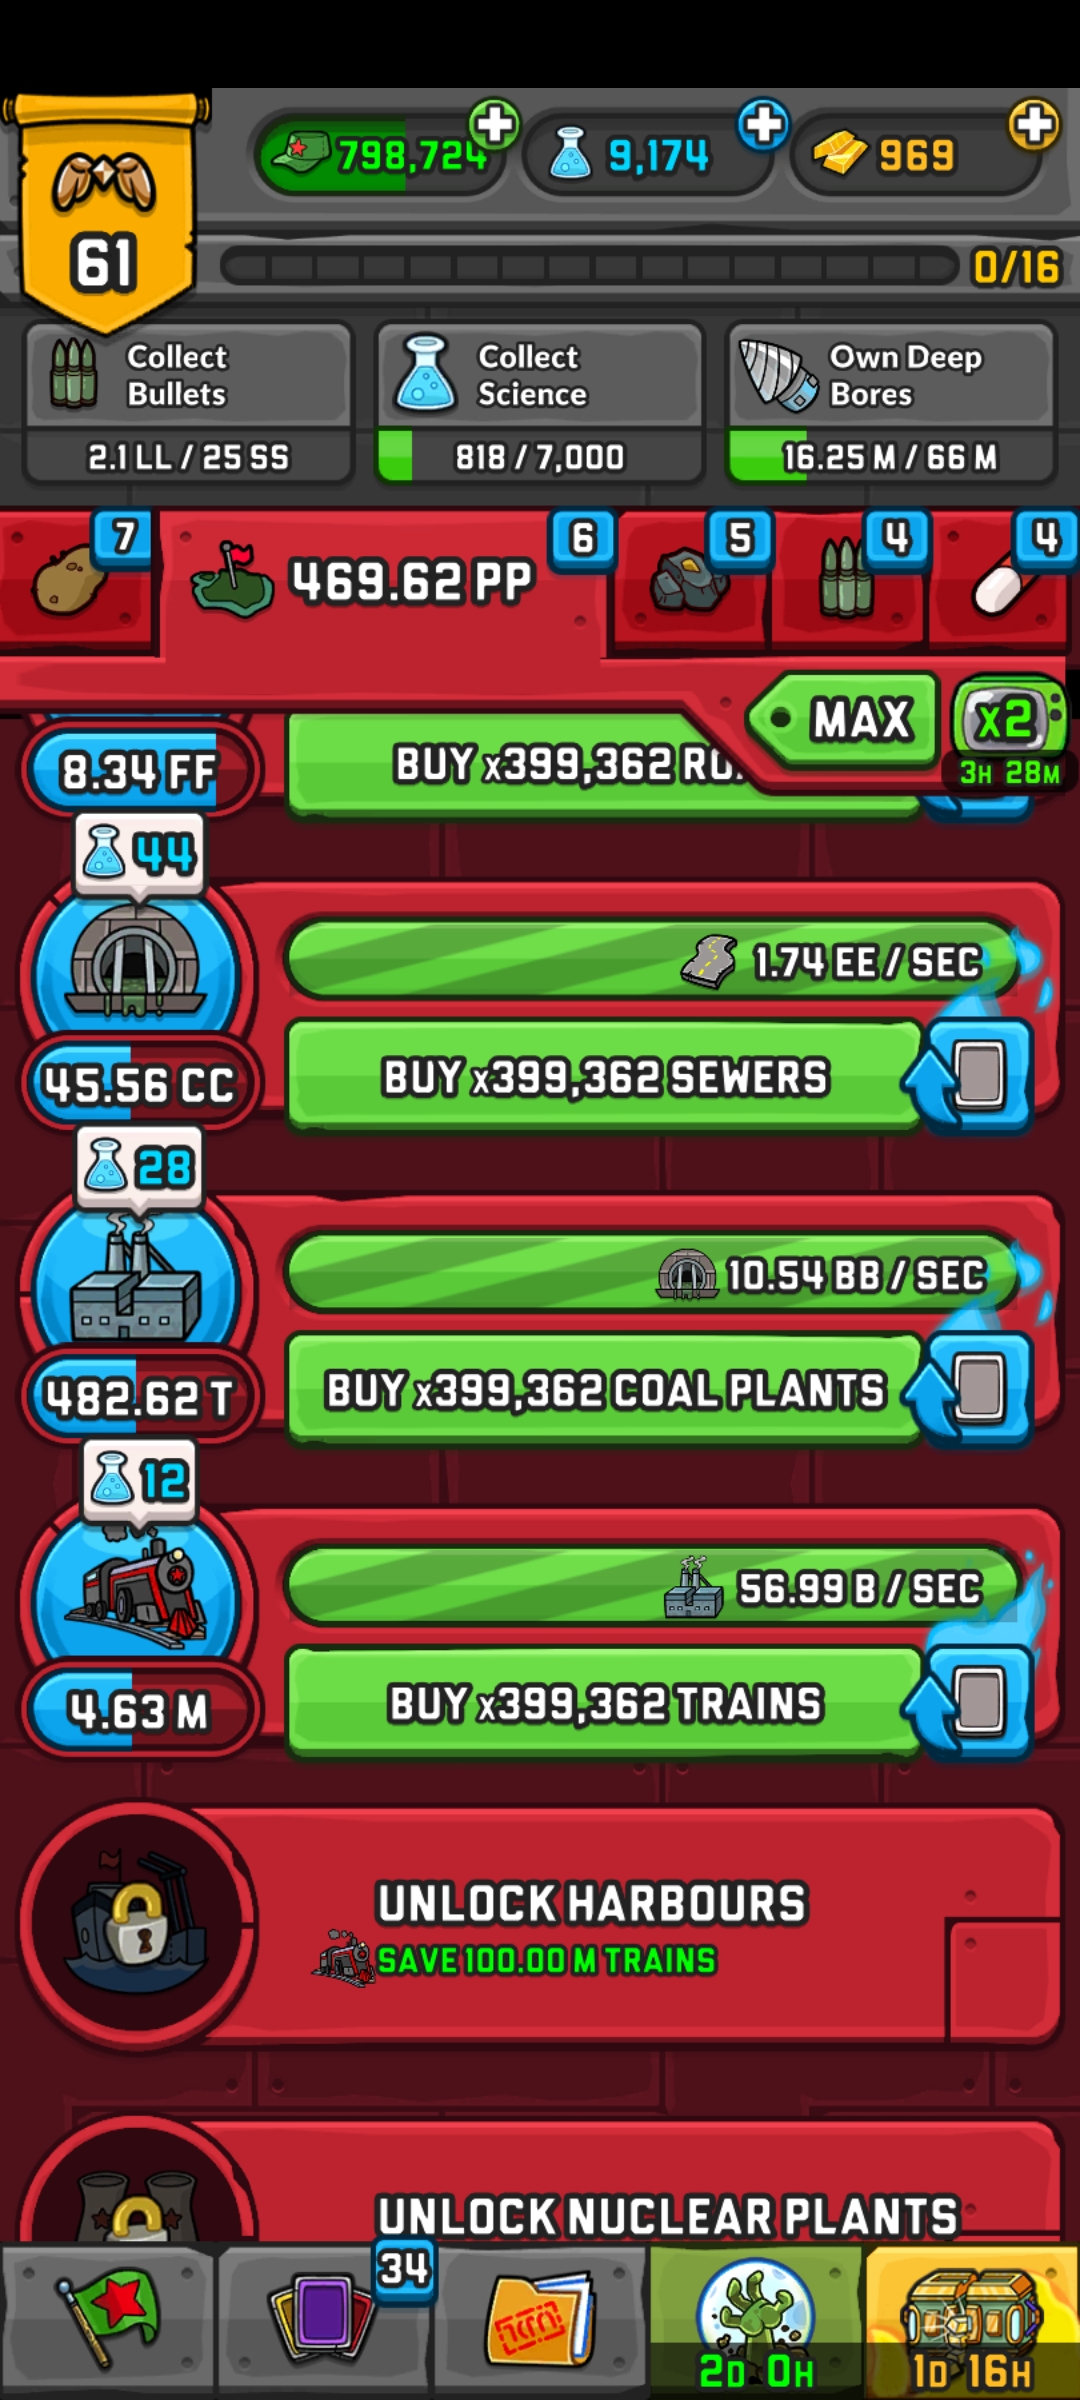 798,724
9,174
969
61
0/16
Collect
Bullets
2.1 LL / 25 SS
Collect
Science
818 / 7,000
Own Deep
Bores
16.25 M / 66 M
7
469.62 PP
6
5
4
4
MAX
x2
3H 28M
8.34 FF
BUY x399,362
44
1.74 EE / SEC
45.56 CC
BUY x399,362 SEWERS
28
10.54 BB / SEC
482.62 T
BUY x399,362 COAL PLANTS
12
56.99 B / SEC
4.63 M
BUY x399,362 TRAINS
UNLOCK HARBOURS
SAVE 100.00 M TRAINS
UNLOCK NUCLEAR PLANTS
34
2D 0H
1D 16H